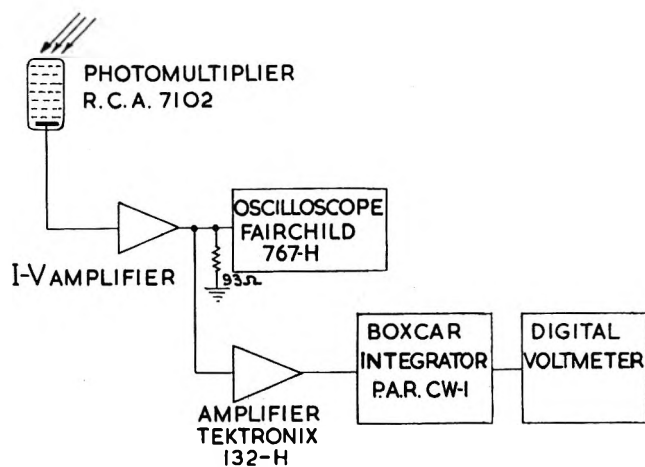 PHOTOMULTIPLIER
R.C.A. 7102
OSCILLOSCOPE
FAIRCHILD
767-H
I-V AMPLIFIER
93Ω
BOXCAR
INTEGRATOR
P.A.R. CW-1
DIGITAL
VOLTMETER
AMPLIFIER
TEKTRONIX
132-H